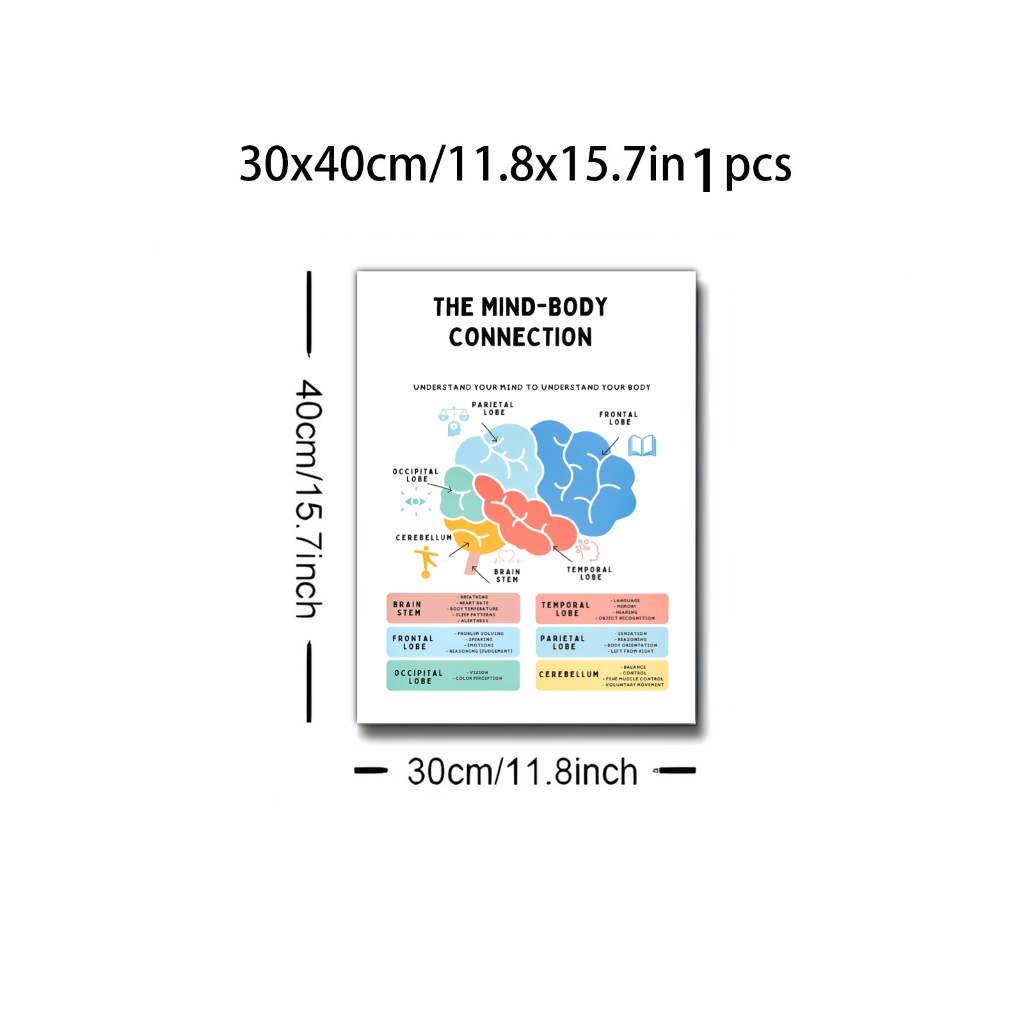 30x40cm/11.8x15.7in 1 pcs
40cm/15.7inch
THE MIND-BODY
CONNECTION
UNDERSTAND YOUR MIND TO UNDERSTAND YOUR BODY
PARIETAL
LOBE
FRONTAL
LOBE
OCCIPITAL
LOBE
CEREBELLUM
BRAIN
STEM
TEMPORAL
LOBE
BRAIN
STEM
- BREATHING
- HEART RATE
- BODY TEMPERATURE
- SLEEP PATTERNS
- ALERTNESS
TEMPORAL
LOBE
- LANGUAGE
- MEMORY
- HEARING
- OBJECT RECOGNITION
FRONTAL
LOBE
- PROBLEM SOLVING
- SPEAKING
- EMOTIONS
- REASONING (JUDGEMENT)
PARIETAL
LOBE
- SENSATION
- REASONING
- BODY ORIENTATION
- LEFT FROM RIGHT
OCCIPITAL
LOBE
- VISION
- COLOR PERCEPTION
CEREBELLUM
- BALANCE
- CONTROL
- FINE MUSCLE CONTROL
- VOLUNTARY MOVEMENT
30cm/11.8inch